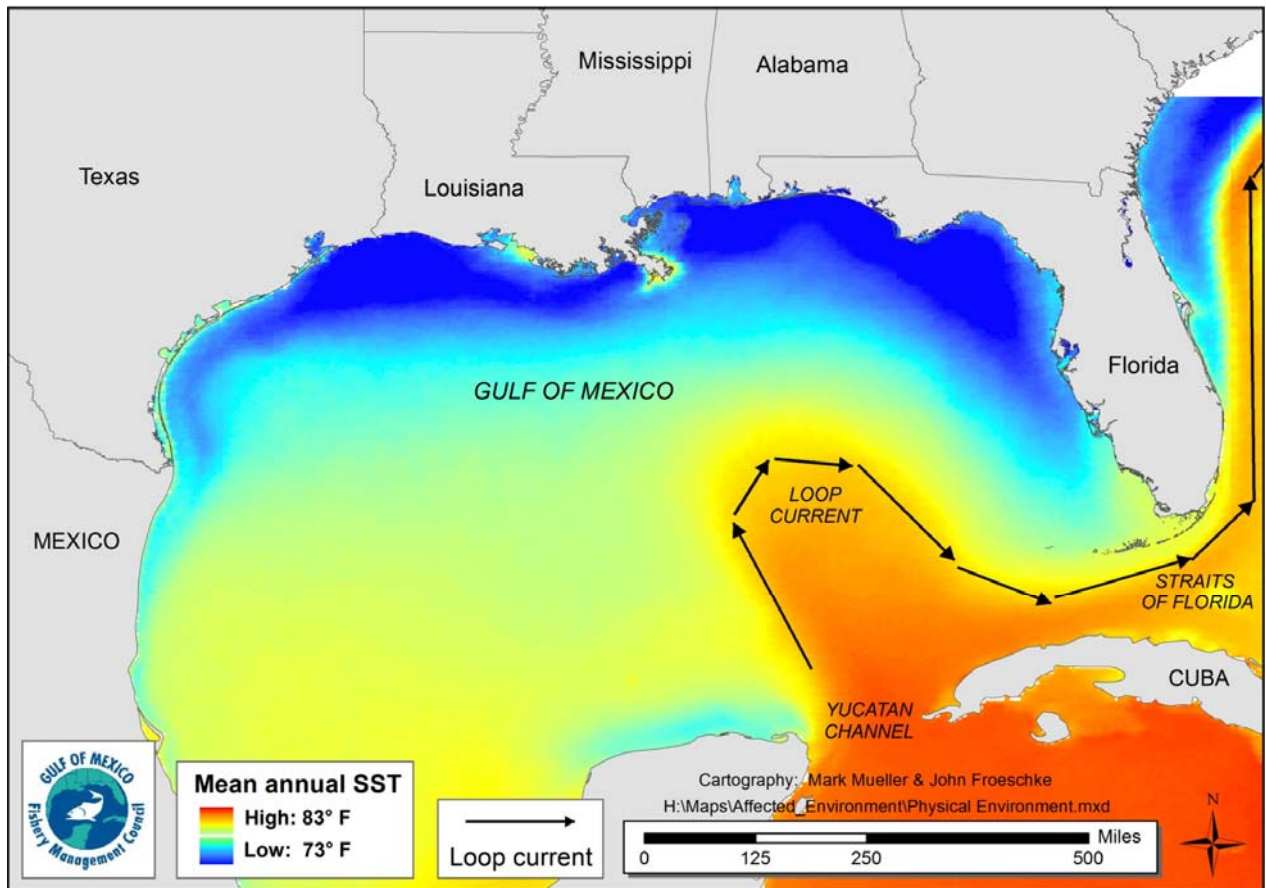 Mississippi
Alabama
Texas
Louisiana
GULF OF MEXICO
Florida
LOOP
CURRENT
MEXICO
STRAITS
OF FLORIDA
CUBA
YUCATAN
CHANNEL
GULF OF MEXICO
Fishery Management Council
Mean annual SST
High: 83° F
Low: 73° F
Loop current
Cartography: Mark Mueller & John Froeschke
H:\Maps\Affected_Environment\Physical Environment.mxd
Miles
0 125 250 500
N